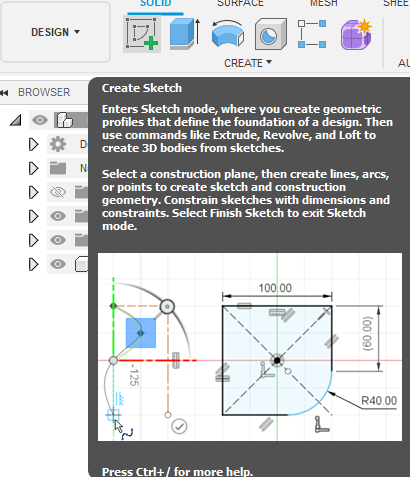 SOLID SURFACE MESH SHEE
DESIGN
CREATE AU
BROWSER
D
N
Create Sketch
Enters Sketch mode, where you create geometric
profiles that define the foundation of a design. Then
use commands like Extrude, Revolve, and Loft to
create 3D bodies from sketches.
Select a construction plane, then create lines, arcs,
or points to create sketch and construction
geometry. Constrain sketches with dimensions and
constraints. Select Finish Sketch to exit Sketch
mode.
100.00
(60.00)
-125
R40.00
Press Ctrl+/ for more help.